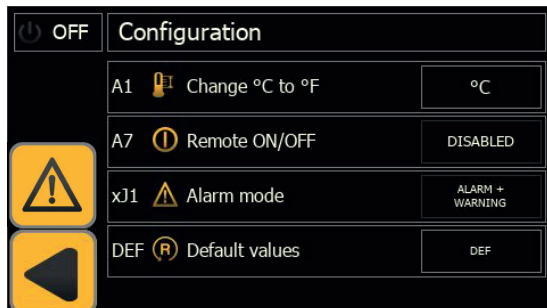 OFF Configuration
A1 Change °C to °F °C
A7 Remote ON/OFF DISABLED
xJ1 Alarm mode ALARM +
WARNING
DEF R Default values DEF